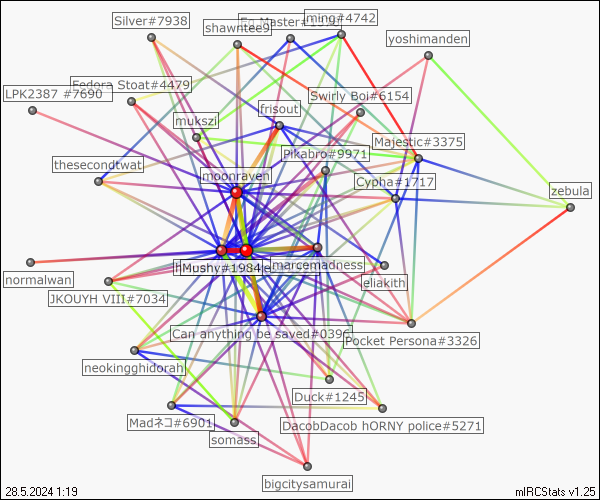 Silver#7938
ming#4742
shawntee9
yoshimanden
Fedora Stoat#4479
LPK2387 #7690
Swirly Boi#6154
frisout
mukszi
Majestic#3375
Pikabro#9971
thesecondtwat
moonraven
Cypha#1717
zebula
Mushy#1984
marcemadness
normalwan
eliakith
JKOUYH VIII#7034
Can anything be saved#0396
Pocket Persona#3326
neokingghidorah
Duck#1245
Madネコ#6901
DacobDacob hORNY police#5271
somass
bigcitysamurai
28.5.2024 1:19
mIRCStats v1.25